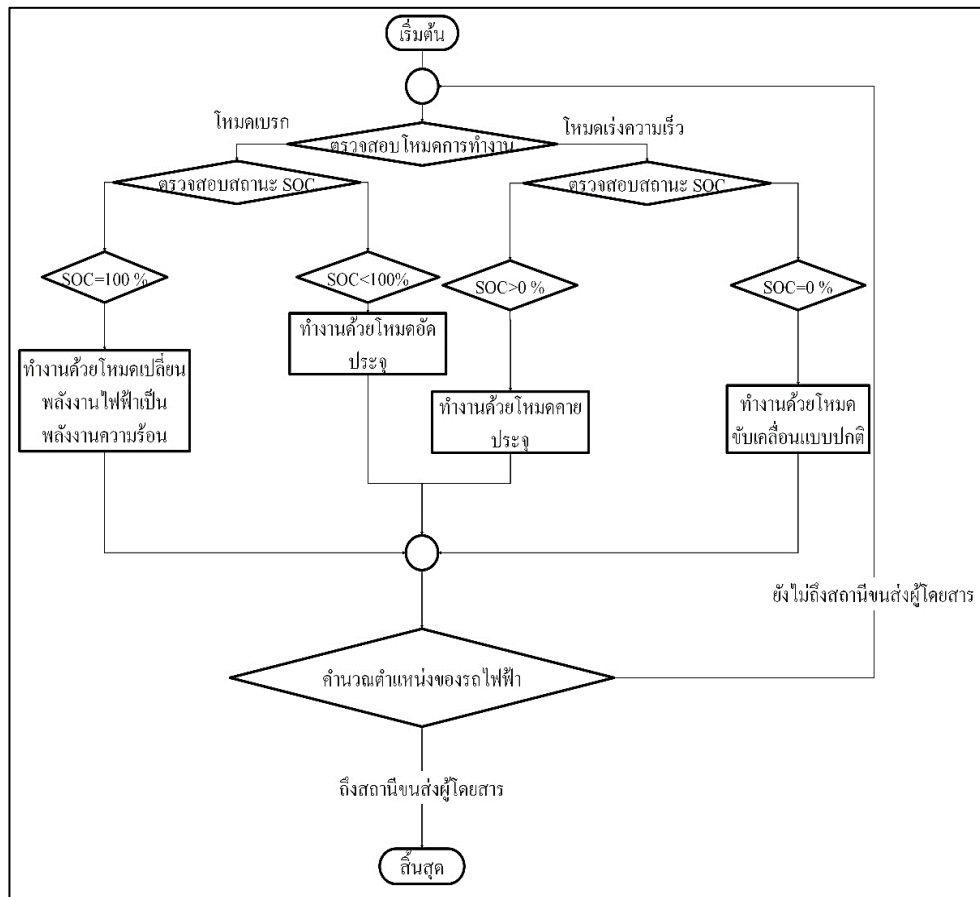 เริ่มต้น
โหมดเบรก
โหมดเร่งความเร็ว
ตรวจสอบโหมดการทำงาน
ตรวจสอบสถานะ SOC
ตรวจสอบสถานะ SOC
SOC=100 %
SOC<100%
SOC>0 %
SOC=0 %
ทำงานด้วยโหมดเปลี่ยน
พลังงานไฟฟ้าเป็น
พลังงานความร้อน
ทำงานด้วยโหมดอัด
ประจุ
ทำงานด้วยโหมดคาย
ประจุ
ทำงานด้วยโหมด
ขับเคลื่อนแบบปกติ
ยังไม่ถึงสถานีขนส่งผู้โดยสาร
คำนวณตำแหน่งของรถไฟฟ้า
ถึงสถานีขนส่งผู้โดยสาร
สิ้นสุด